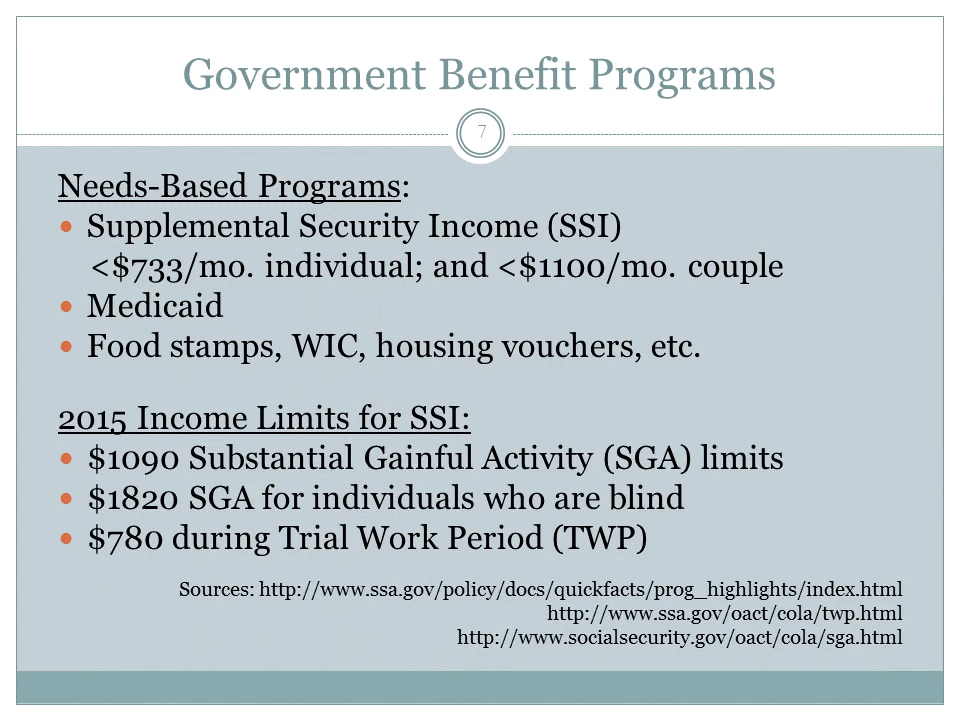 Government Benefit Programs
7
Needs-Based Programs:
• Supplemental Security Income (SSI)
<$733/mo. individual; and <$1100/mo. couple
• Medicaid
• Food stamps, WIC, housing vouchers, etc.
2015 Income Limits for SSI:
• $1090 Substantial Gainful Activity (SGA) limits
• $1820 SGA for individuals who are blind
• $780 during Trial Work Period (TWP)
Sources: http://www.ssa.gov/policy/docs/quickfacts/prog_highlights/index.html
http://www.ssa.gov/oact/cola/twp.html
http://www.socialsecurity.gov/oact/cola/sga.html